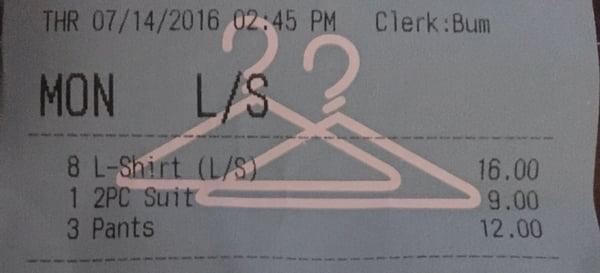 THR 07/14/2016 02:45 PM Clerk:Bum
MON L/S
8 L-Shirt (L/S) 16.00
1 2PC Suit 9.00
3 Pants 12.00